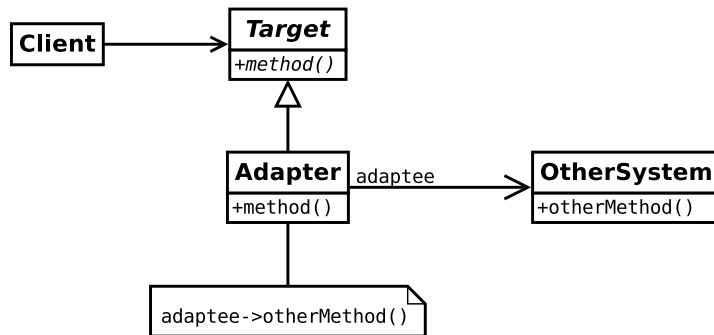 Client
Target
+method()
Adapter
+method()
adaptee
OtherSystem
+otherMethod()
adaptee->otherMethod()